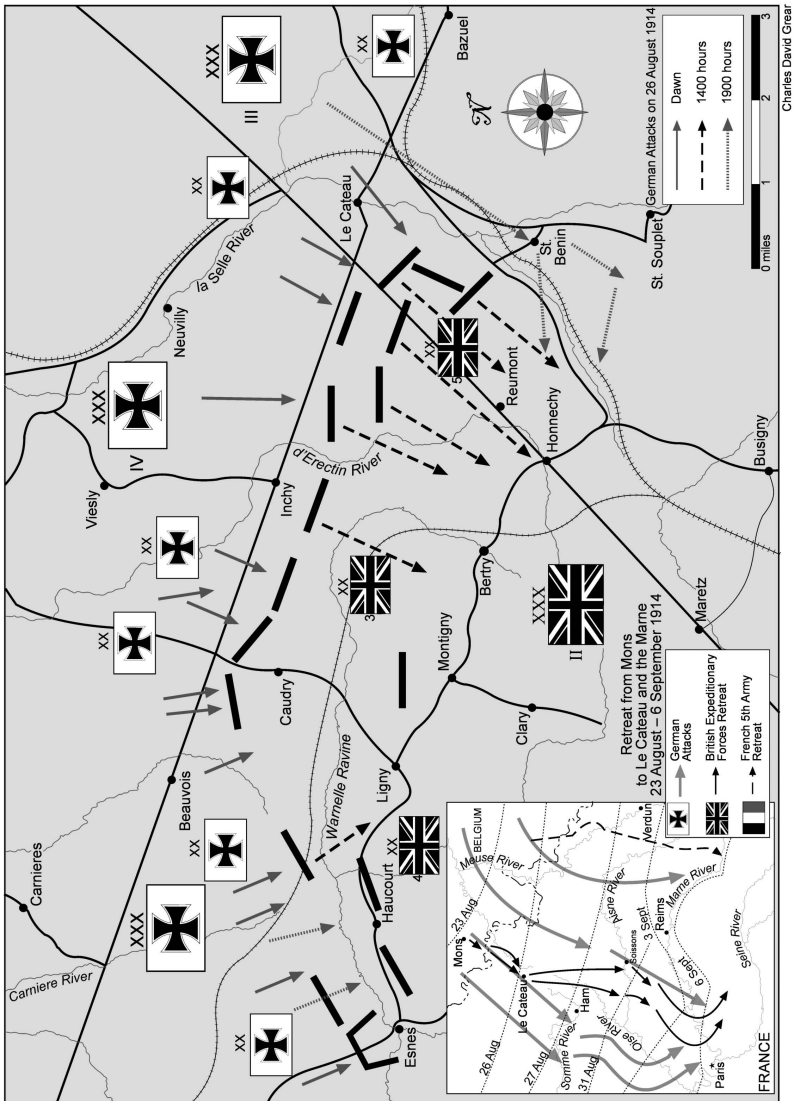 Carnieres
Carniere River
XXX
XX
Beauvois
XX
XX
Esnes
Haucourt
Warnelle Ravine
Ligny
XX
4
XX
Caudry
XX
Viesly
Inchy
XXX
IV
Neuvilly
la Selle River
XX
XXX
III
XX
Bazuel
Le Cateau
d'Erectin River
XX
3
XX
5
Reumont
Honnechy
Bertry
Montigny
Clary
XXX
II
Maretz
Busigny
St.
Benin
St. Souplet
N
German Attacks on 26 August 1914
Dawn
1400 hours
1900 hours
0 miles
1
2
3
Charles David Grear
Retreat from Mons
to Le Cateau and the Marne
23 August – 6 September 1914
German
Attacks
British Expeditionary
Forces Retreat
French 5th Army
Retreat
BELGIUM
Meuse River
Verdun
23 Aug
Mons
Le Cateau
26 Aug
27 Aug
Ham
Somme River
31 Aug
Oise River
Aisne River
Soissons
3 Sept
Reims
Marne River
6 Sept
Seine River
Paris
FRANCE